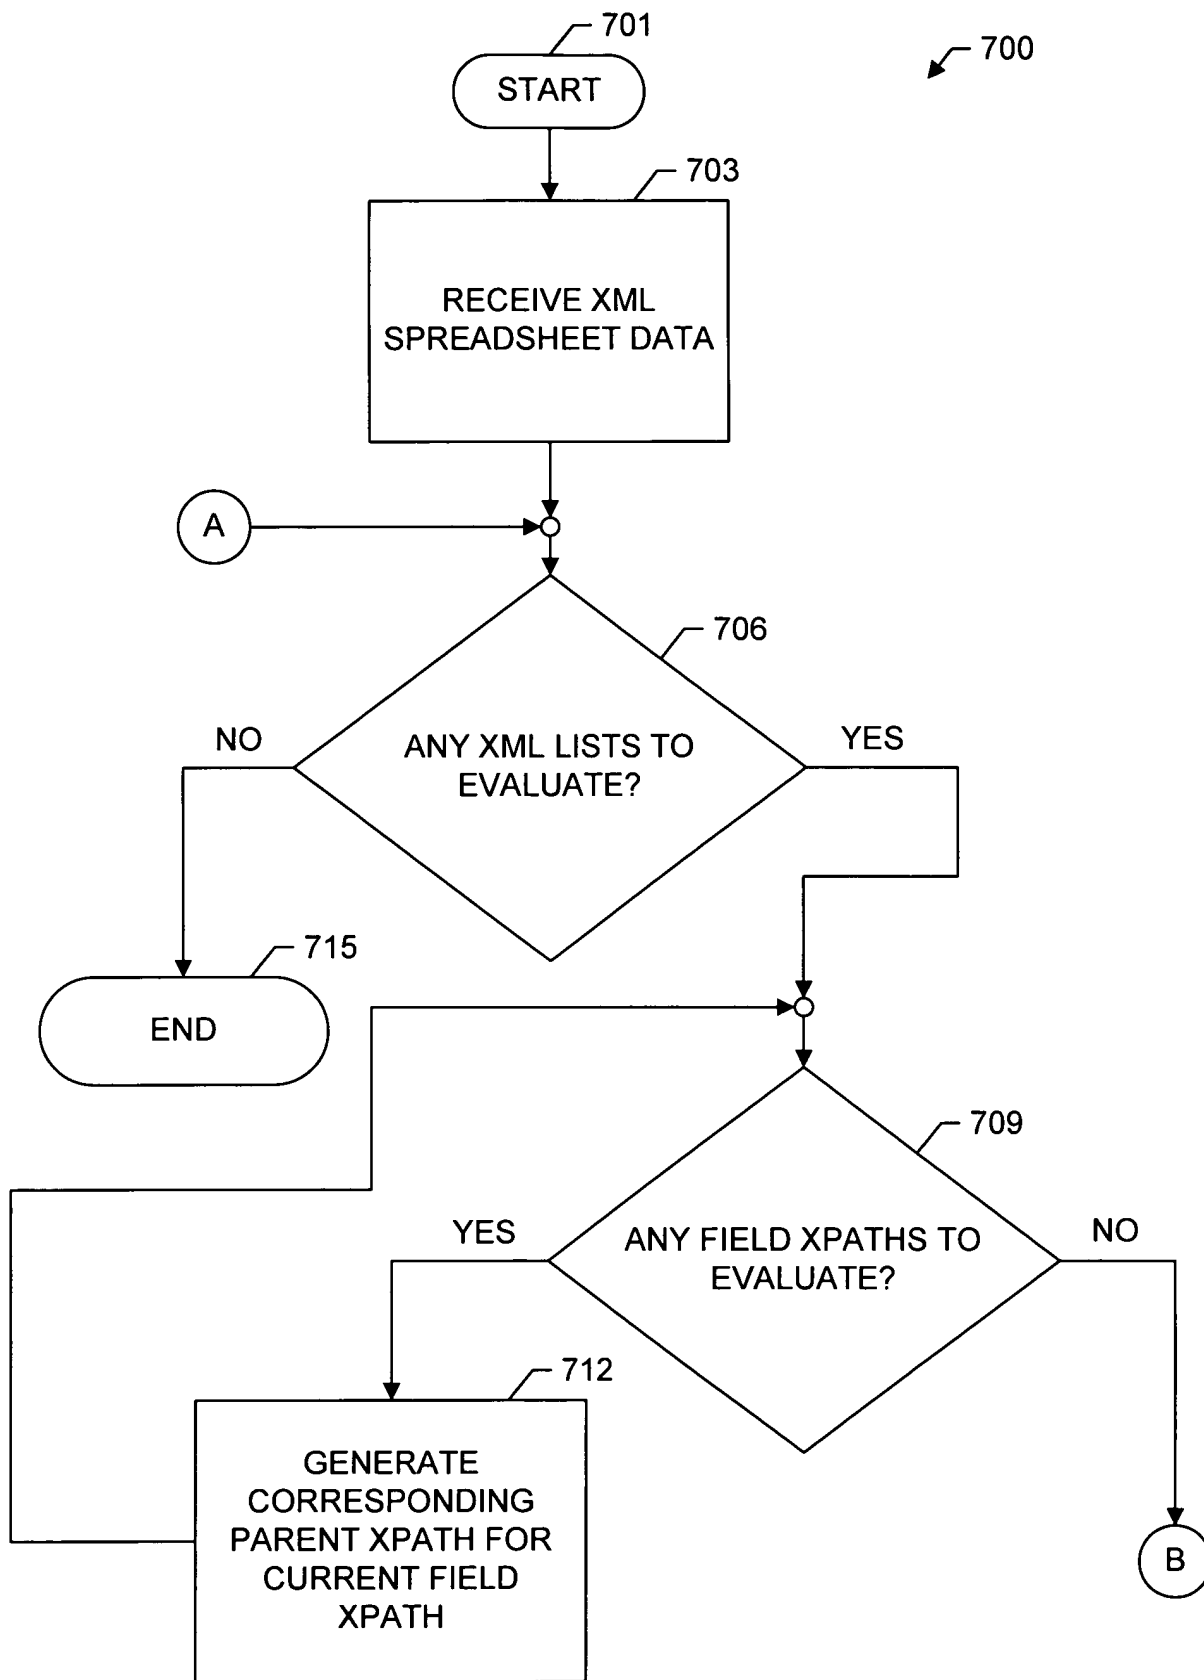 701
700
START
703
RECEIVE XML
SPREADSHEET DATA
A
706
NO
YES
ANY XML LISTS TO
EVALUATE?
715
END
709
YES
NO
ANY FIELD XPATHS TO
EVALUATE?
712
GENERATE
CORRESPONDING
PARENT XPATH FOR
CURRENT FIELD
XPATH
B